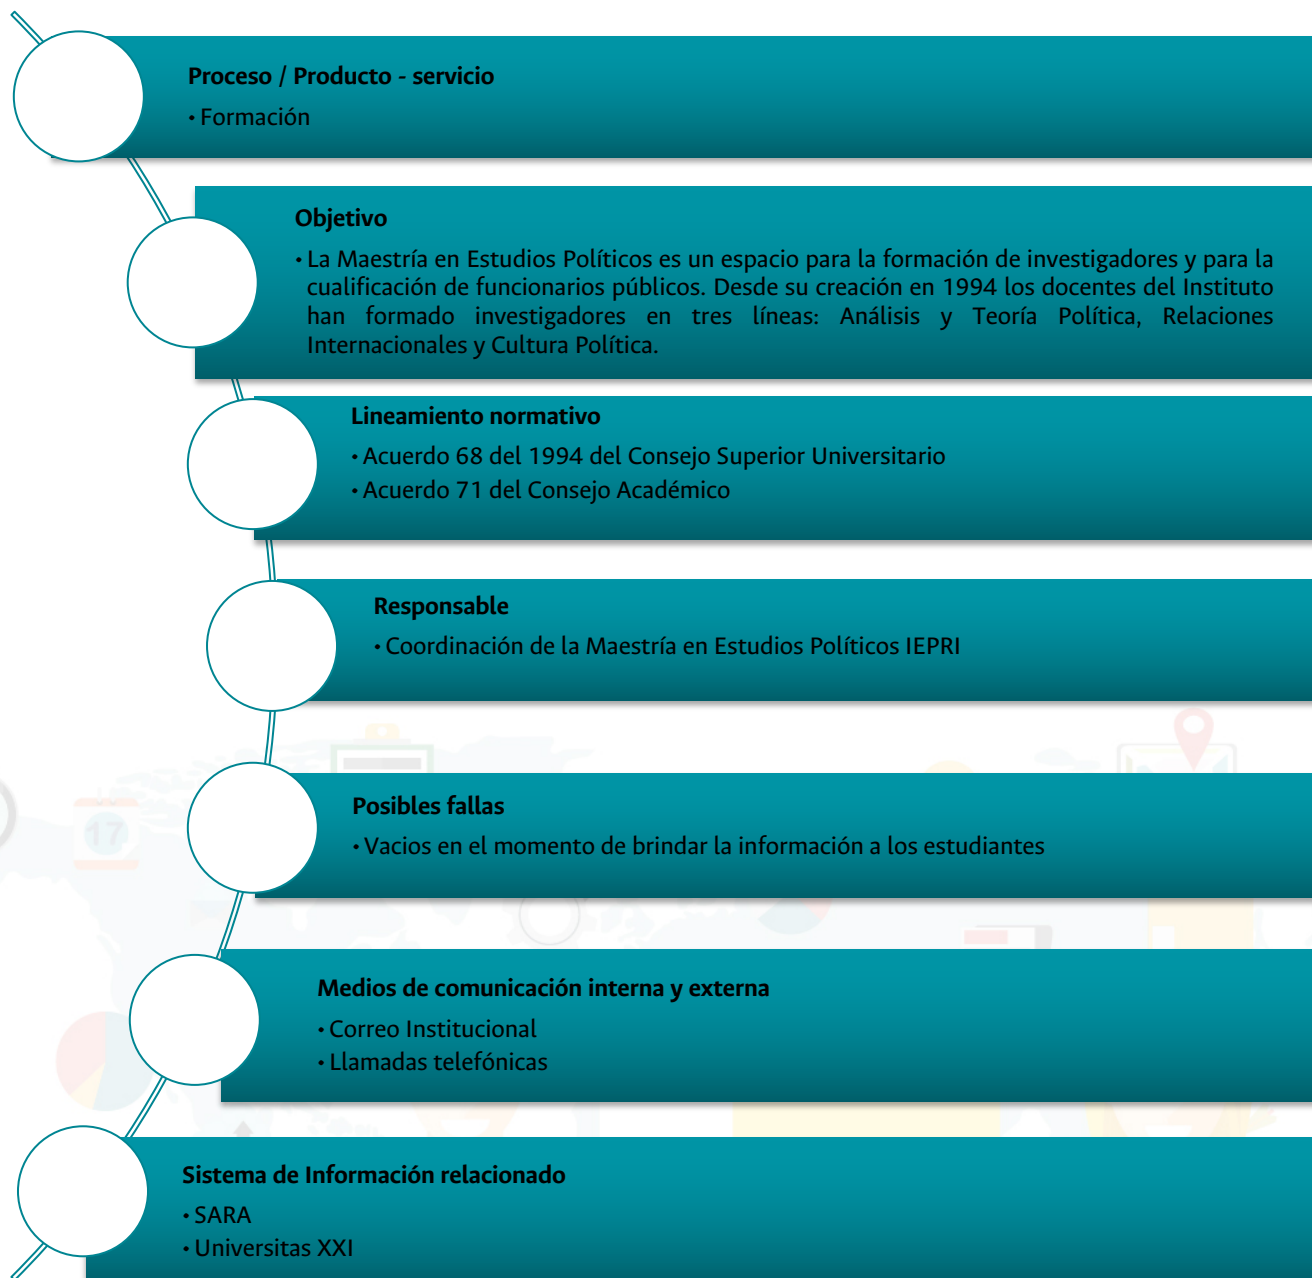 Proceso / Producto - servicio
• Formación
Objetivo
• La Maestría en Estudios Políticos es un espacio para la formación de investigadores y para la
cualificación de funcionarios públicos. Desde su creación en 1994 los docentes del Instituto
han formado investigadores en tres líneas: Análisis y Teoría Política, Relaciones
Internacionales y Cultura Política.
Lineamiento normativo
• Acuerdo 68 del 1994 del Consejo Superior Universitario
• Acuerdo 71 del Consejo Académico
Responsable
• Coordinación de la Maestría en Estudios Políticos IEPRI
Posibles fallas
17
• Vacios en el momento de brindar la información a los estudiantes
Medios de comunicación interna y externa
• Correo Institucional
• Llamadas telefónicas
Sistema de Información relacionado
• SARA
• Universitas XXI